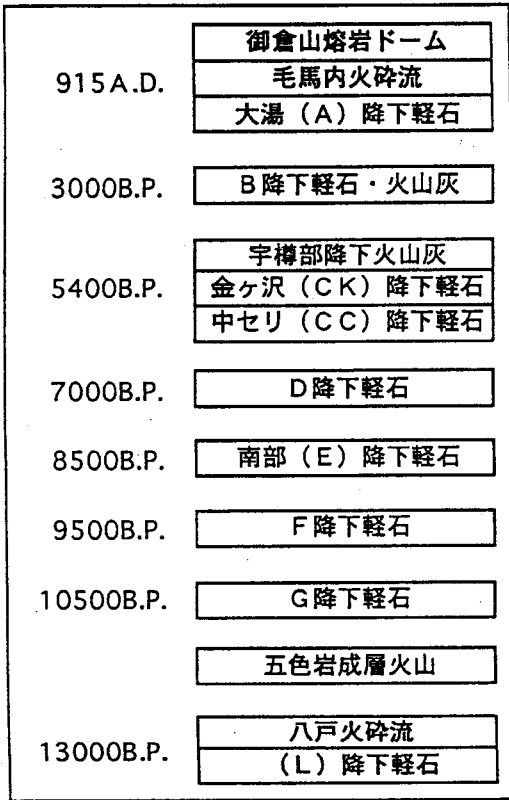 御倉山熔岩ドーム
915A.D. 毛馬内火砕流
大湯（A）降下軽石
3000B.P. B降下軽石・火山灰
宇樽部降下火山灰
5400B.P. 金ヶ沢（CK）降下軽石
中セリ（CC）降下軽石
7000B.P. D降下軽石
8500B.P. 南部（E）降下軽石
9500B.P. F降下軽石
10500B.P. G降下軽石
五色岩成層火山
八戸火砕流
13000B.P. （L）降下軽石